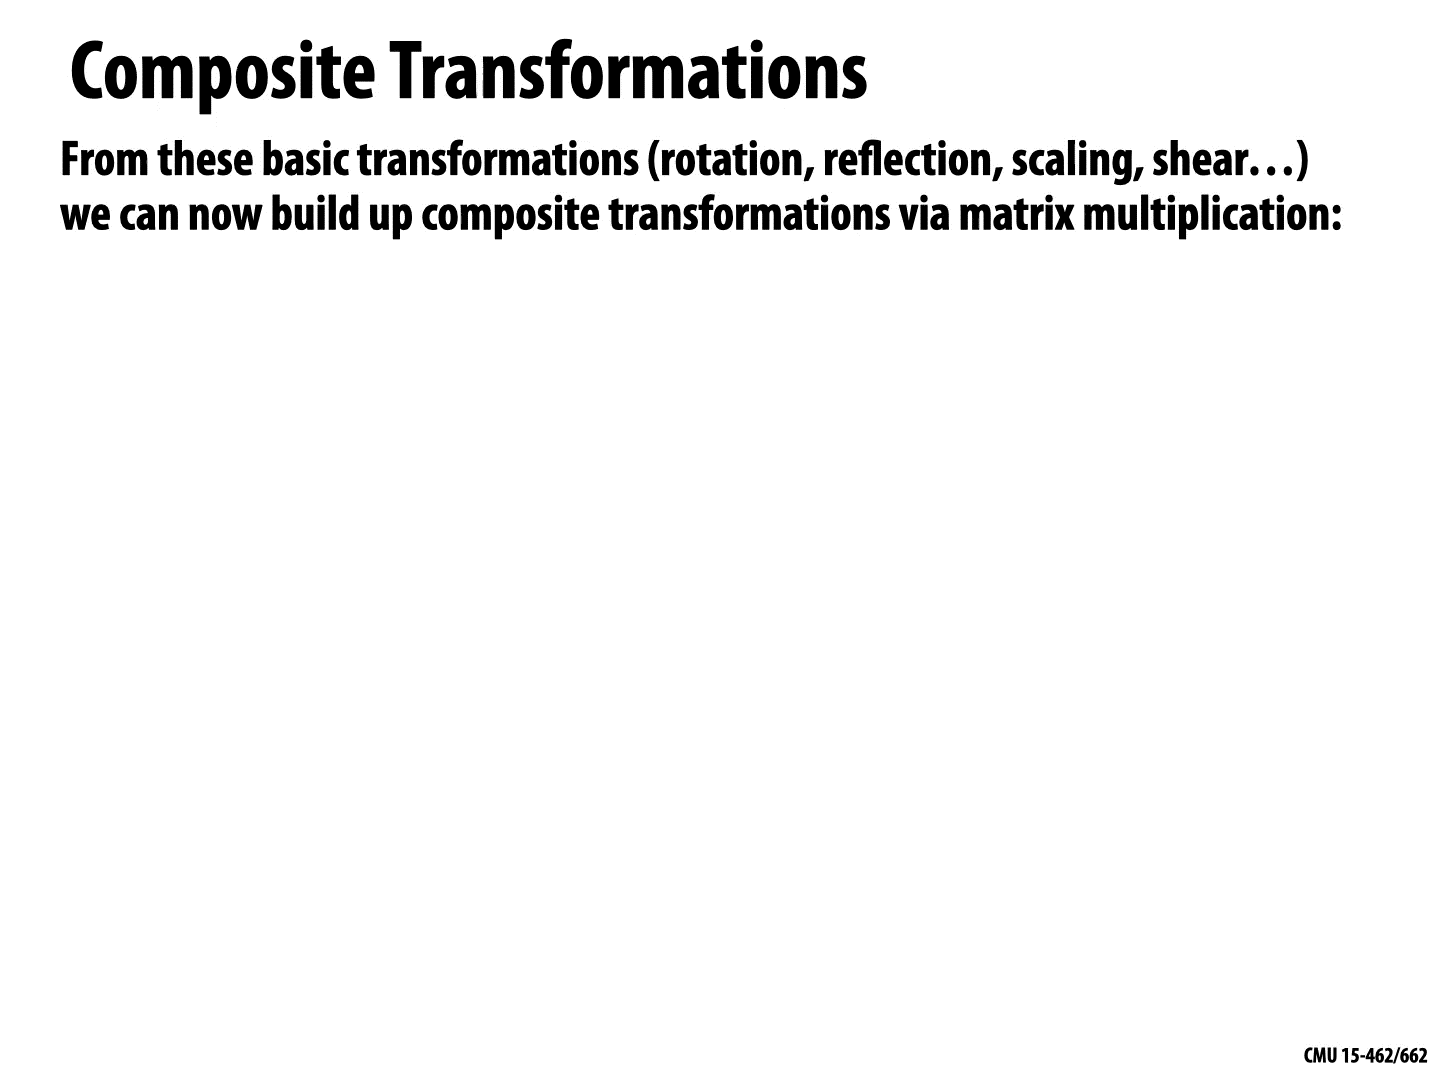 Composite Transformations
From these basic transformations (rotation, reflection, scaling, shear…)
we can now build up composite transformations via matrix multiplication:
CMU 15-462/662